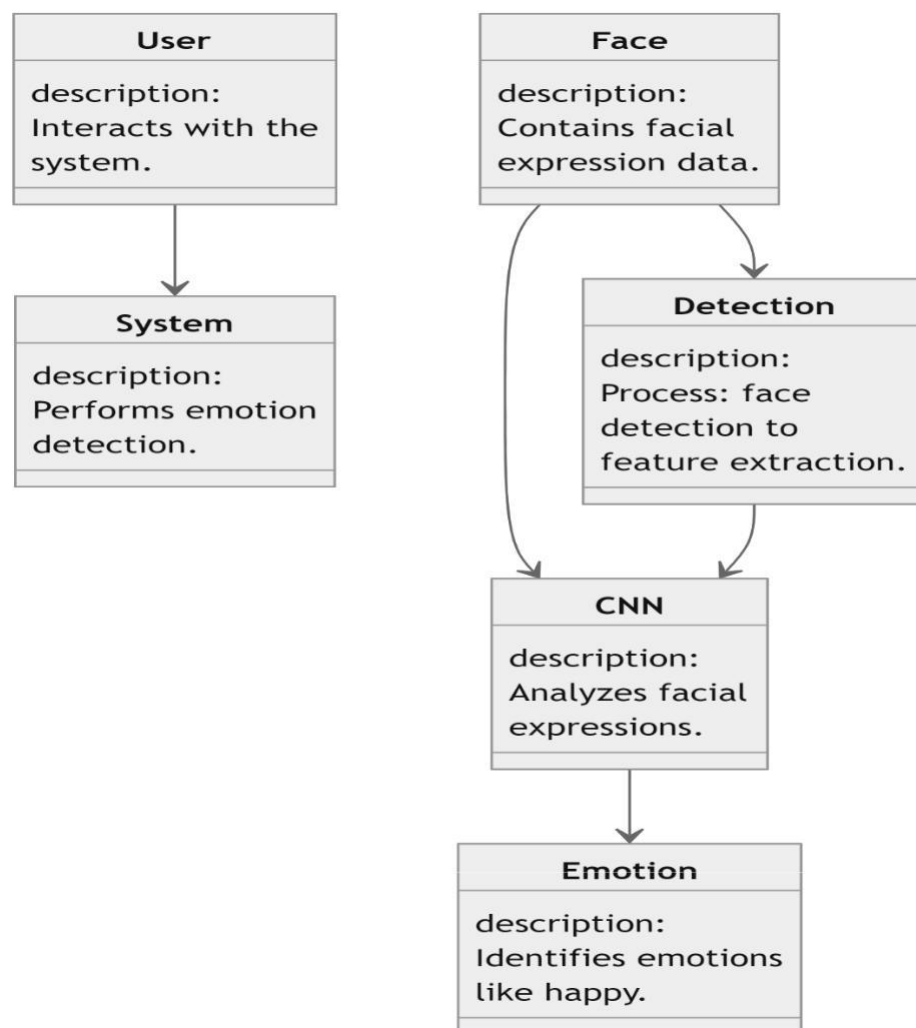 User
description:
Interacts with the
system.
System
description:
Performs emotion
detection.
Face
description:
Contains facial
expression data.
Detection
description:
Process: face
detection to
feature extraction.
CNN
description:
Analyzes facial
expressions.
Emotion
description:
Identifies emotions
like happy.